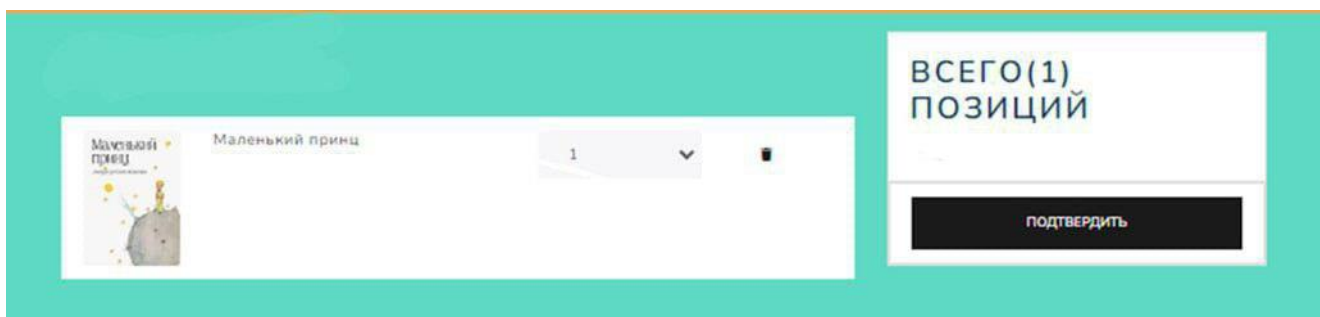 ВСЕГО(1)
ПОЗИЦИЙ
Маленький
принц
Маленький принц
1
ПОДТВЕРДИТЬ